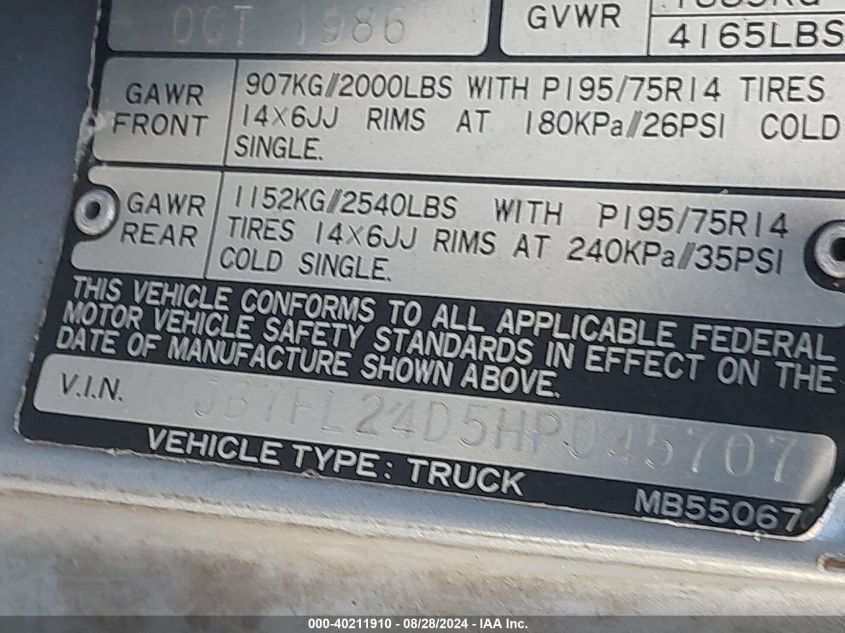 OCT 1986
GVWR
4165LBS
GAWR FRONT
907KG//2000LBS WITH P195/75R14 TIRES
14X6JJ RIMS AT 180KPa//26PSI COLD
SINGLE.
GAWR REAR
1152KG//2540LBS WITH P195/75R14
TIRES 14X6JJ RIMS AT 240KPa//35PSI
COLD SINGLE.
THIS VEHICLE CONFORMS TO ALL APPLICABLE FEDERAL
MOTOR VEHICLE SAFETY STANDARDS IN EFFECT ON THE
DATE OF MANUFACTURE SHOWN ABOVE.
V.I.N. JB7FL24D5HP045707
VEHICLE TYPE: TRUCK
MB55067
000-40211910 // 08/28/2024 - IAA Inc.